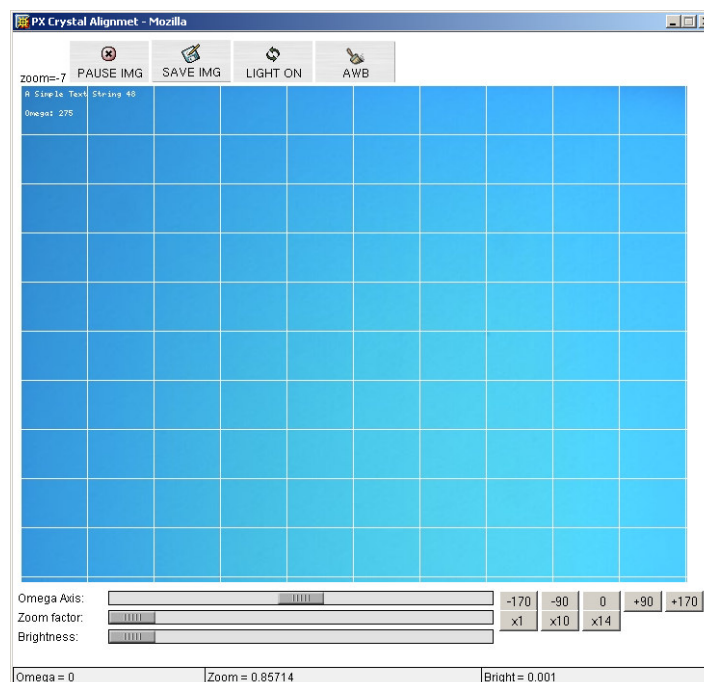 PX Crystal Alignmet - Mozilla
zoom=-7 PAUSE IMG SAVE IMG LIGHT ON AWB
A Simple Text String 48
Omega: 275
Omega Axis: -170 -90 0 +90 +170
Zoom factor: x1 x10 x14
Brightness:
Omega = 0 Zoom = 0.85714 Bright = 0.001